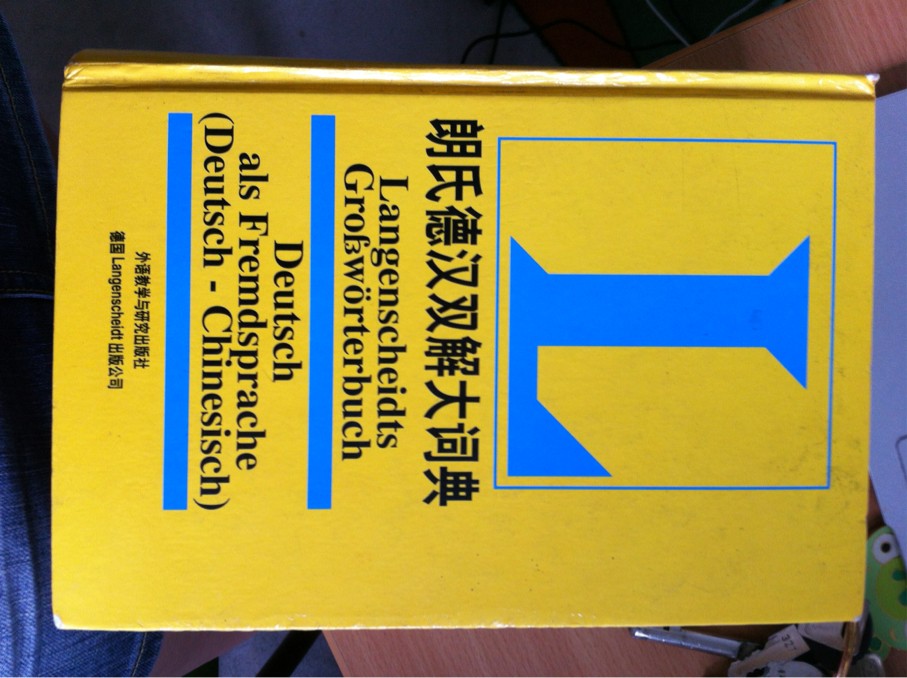 L
朗氏德汉双解大词典
Langenscheidts
Großwörterbuch
Deutsch
als Fremdsprache
(Deutsch - Chinesisch)
外语教学与研究出版社
德国 Langenscheidt 出版公司